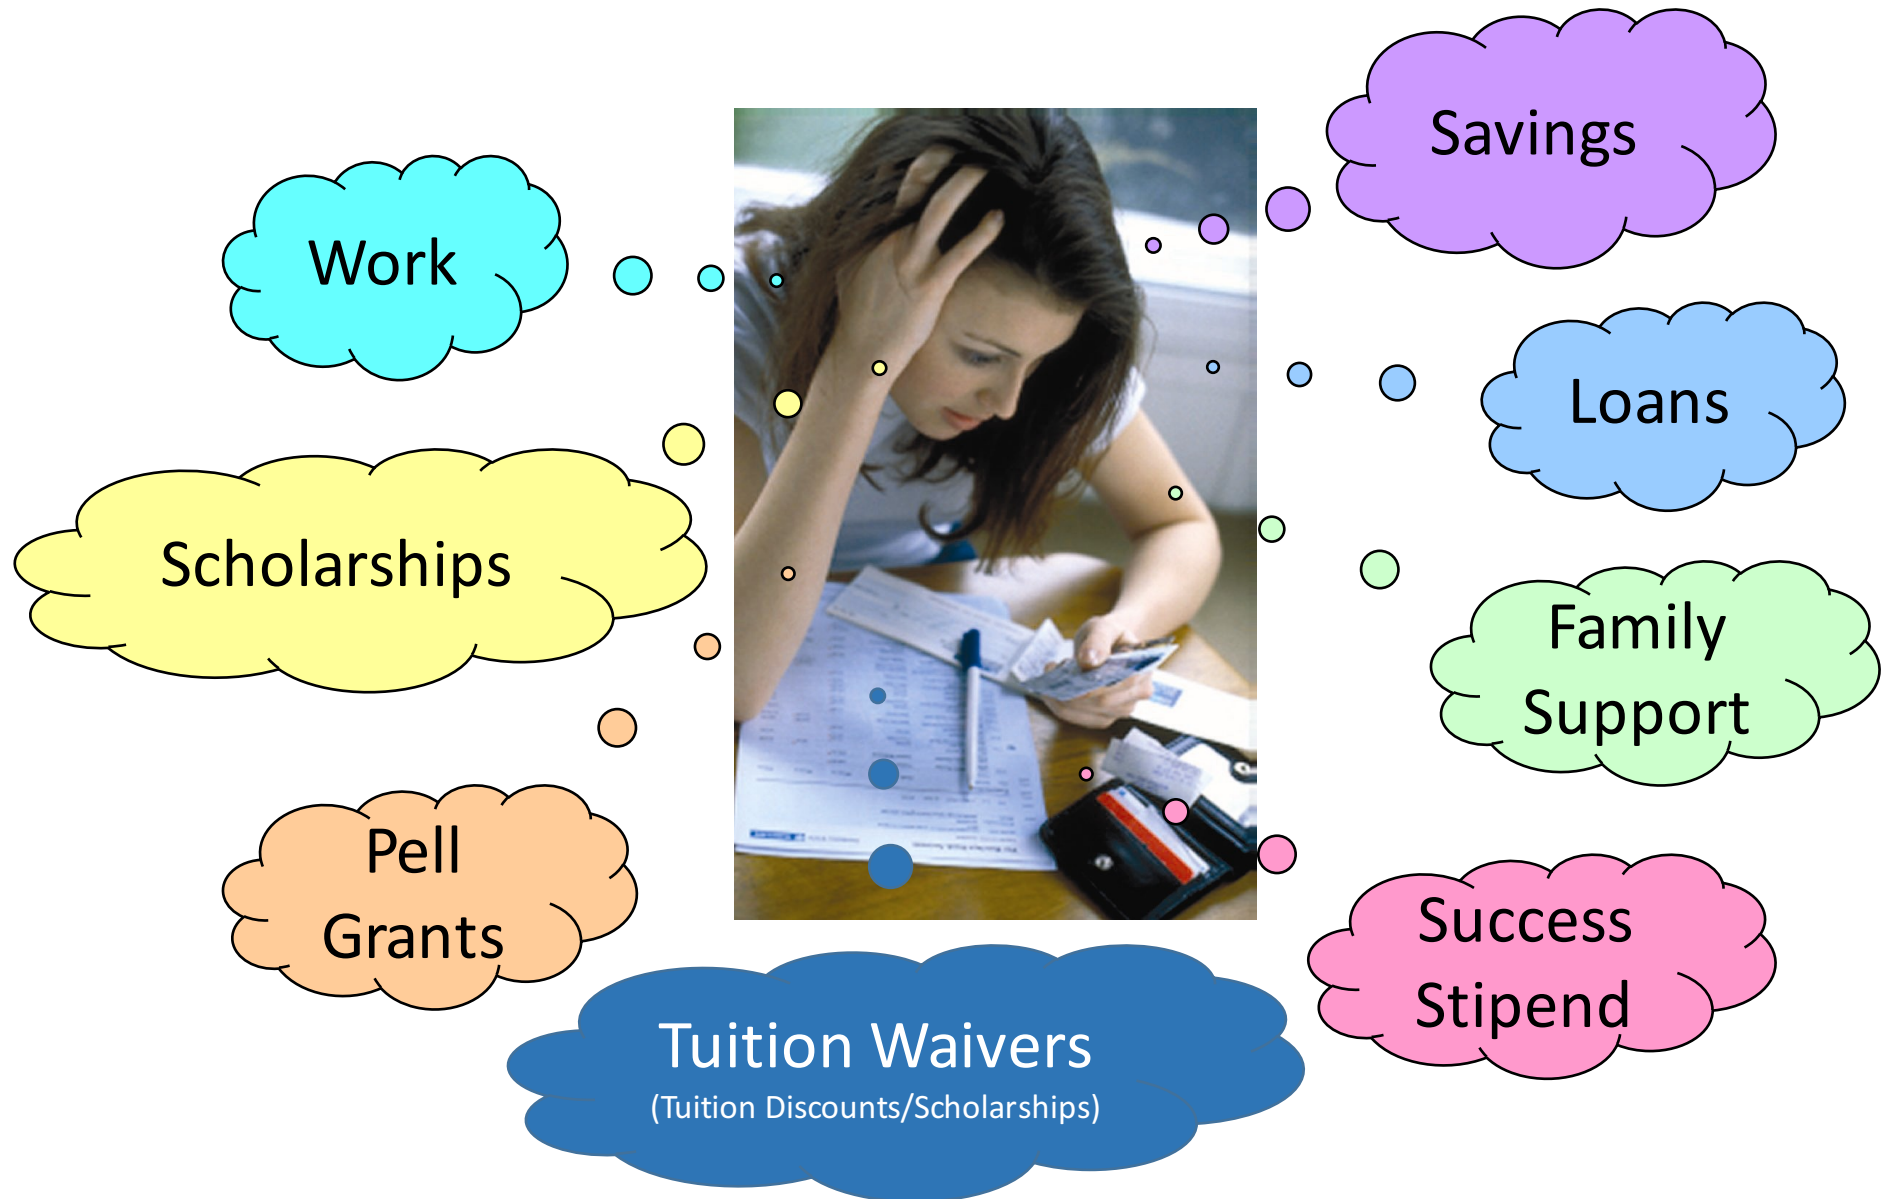 Savings
Work
Loans
Scholarships
Family
Support
Pell
Grants
Success
Stipend
Tuition Waivers
(Tuition Discounts/Scholarships)